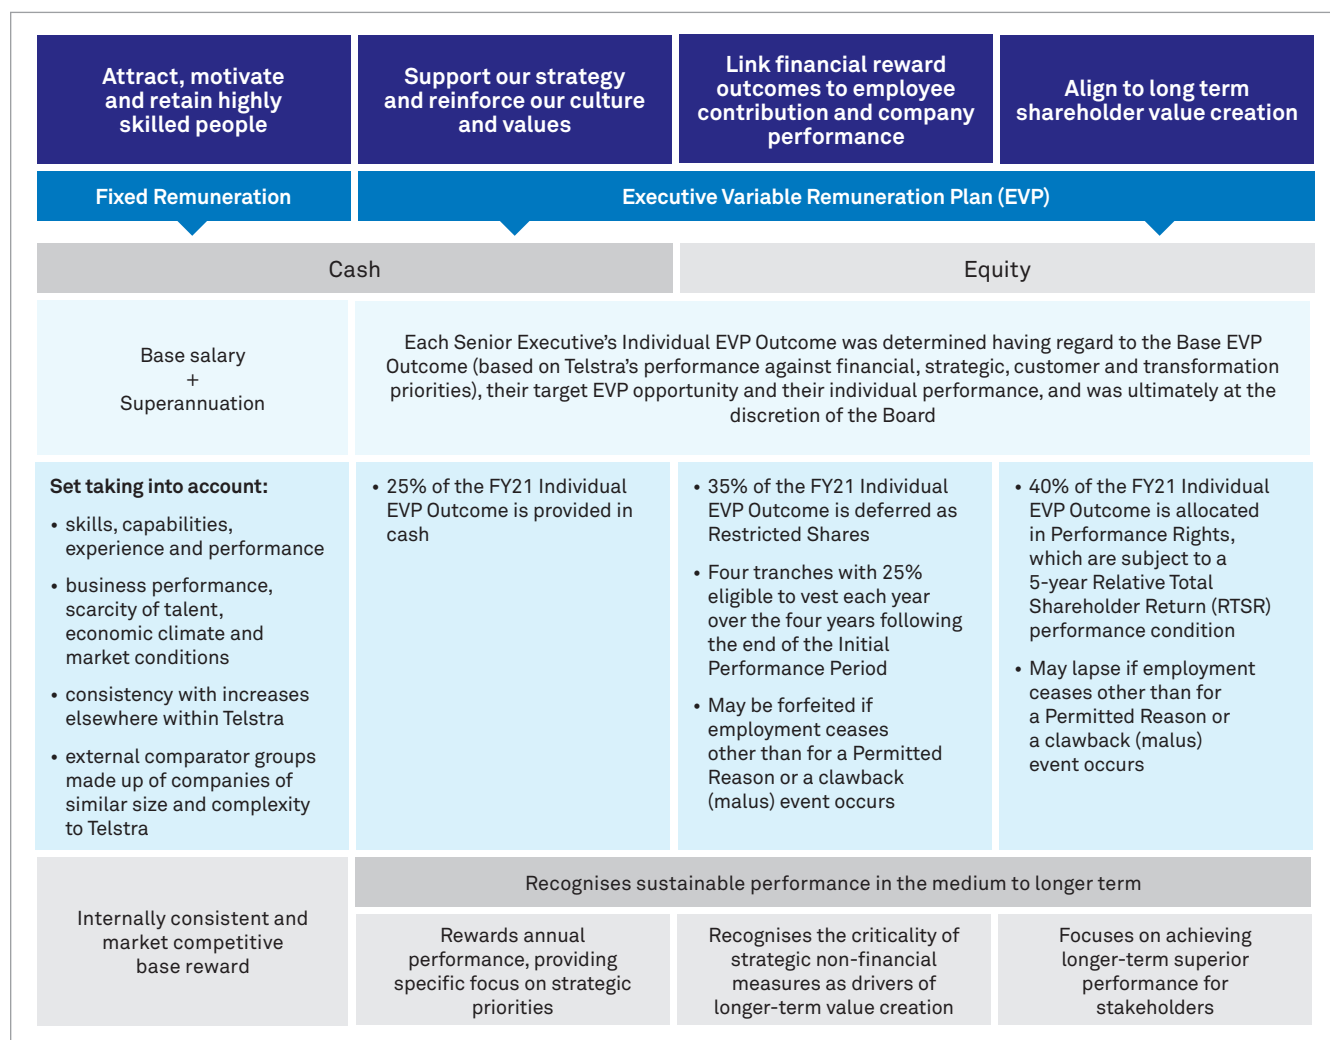 Attract, motivate
and retain highly
skilled people
Support our strategy
and reinforce our culture
and values
Link financial reward
outcomes to employee
contribution and company
performance
Align to long term
shareholder value creation
Fixed Remuneration
Executive Variable Remuneration Plan (EVP)
Cash
Equity
Base salary
+
Superannuation
Each Senior Executive’s Individual EVP Outcome was determined having regard to the Base EVP
Outcome (based on Telstra’s performance against financial, strategic, customer and transformation
priorities), their target EVP opportunity and their individual performance, and was ultimately at the
discretion of the Board
Set taking into account:
• skills, capabilities,
experience and performance
• business performance,
scarcity of talent,
economic climate and
market conditions
• consistency with increases
elsewhere within Telstra
• external comparator groups
made up of companies of
similar size and complexity
to Telstra
• 25% of the FY21 Individual
EVP Outcome is provided in
cash
• 35% of the FY21 Individual
EVP Outcome is deferred as
Restricted Shares
• Four tranches with 25%
eligible to vest each year
over the four years following
the end of the Initial
Performance Period
• May be forfeited if
employment ceases
other than for a Permitted
Reason or a clawback
(malus) event occurs
• 40% of the FY21 Individual
EVP Outcome is allocated
in Performance Rights,
which are subject to a
5-year Relative Total
Shareholder Return (RTSR)
performance condition
• May lapse if employment
ceases other than for
a Permitted Reason or
a clawback (malus)
event occurs
Internally consistent and
market competitive
base reward
Recognises sustainable performance in the medium to longer term
Rewards annual
performance, providing
specific focus on strategic
priorities
Recognises the criticality of
strategic non-financial
measures as drivers of
longer-term value creation
Focuses on achieving
longer-term superior
performance for
stakeholders